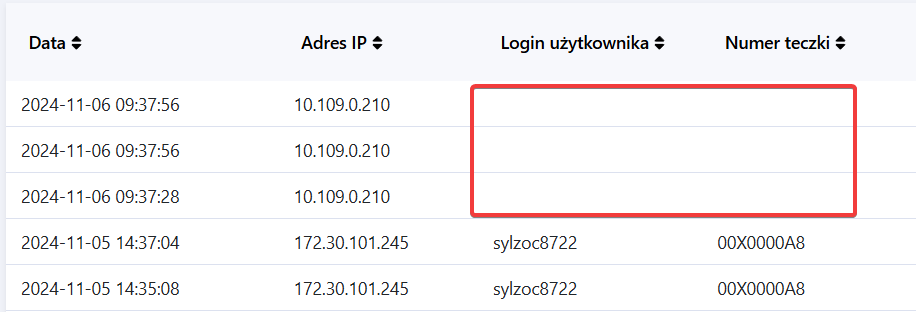 Data Adres IP Login użytkownika Numer teczki
2024-11-06 09:37:56 10.109.0.210
2024-11-06 09:37:56 10.109.0.210
2024-11-06 09:37:28 10.109.0.210
2024-11-05 14:37:04 172.30.101.245 sylzoc8722 00X0000A8
2024-11-05 14:35:08 172.30.101.245 sylzoc8722 00X0000A8